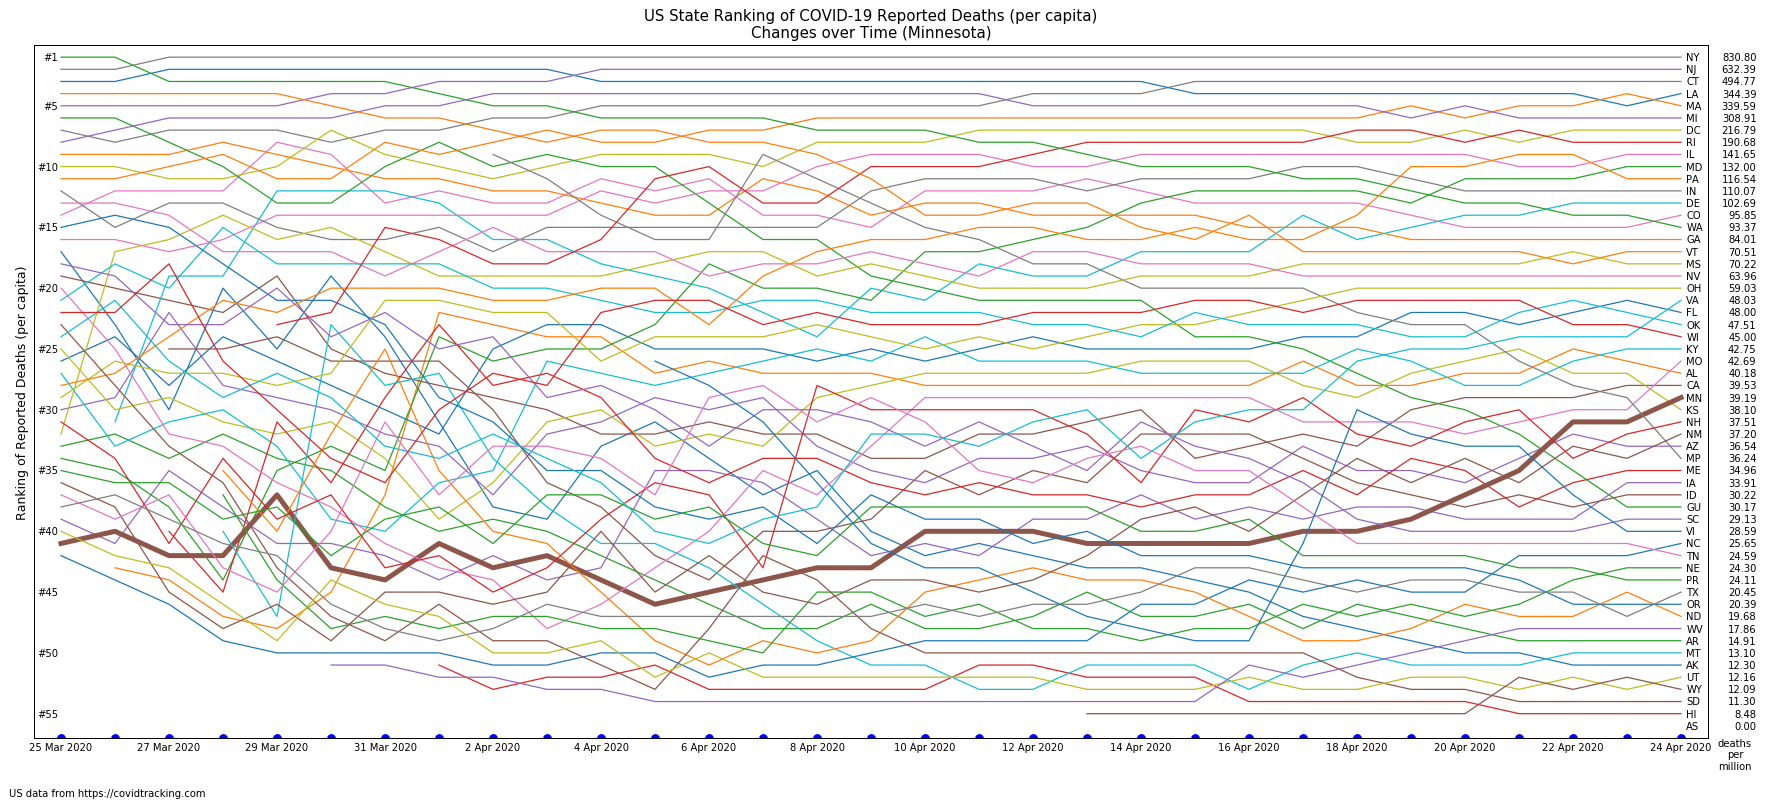 US State Ranking of COVID-19 Reported Deaths (per capita)
Changes over Time (Minnesota)
Ranking of Reported Deaths (per capita)
#1
#5
#10
#15
#20
#25
#30
#35
#40
#45
#50
#55
NY 830.80
NJ 632.39
CT 494.77
LA 344.39
MA 339.59
MI 308.91
DC 216.79
RI 190.68
IL 141.65
MD 132.00
PA 116.54
IN 110.07
DE 102.69
CO 95.85
WA 93.37
GA 84.01
VT 70.51
MS 70.22
NV 63.96
OH 59.03
VA 48.03
FL 48.00
OK 47.51
WI 45.00
KY 42.75
MO 42.69
AL 40.18
CA 39.53
MN 39.19
KS 38.10
NH 37.51
NM 37.20
AZ 36.54
MP 36.24
ME 34.96
IA 33.91
ID 30.22
GU 30.17
SC 29.13
VI 28.59
NC 25.65
TN 24.59
NE 24.30
PR 24.11
TX 20.45
OR 20.39
ND 19.68
WV 17.86
AR 14.91
MT 13.10
AK 12.30
UT 12.16
WY 12.09
SD 11.30
HI 8.48
AS 0.00
25 Mar 2020 27 Mar 2020 29 Mar 2020 31 Mar 2020 2 Apr 2020 4 Apr 2020 6 Apr 2020 8 Apr 2020 10 Apr 2020 12 Apr 2020 14 Apr 2020 16 Apr 2020 18 Apr 2020 20 Apr 2020 22 Apr 2020 24 Apr 2020
deaths
per
million
US data from https://covidtracking.com